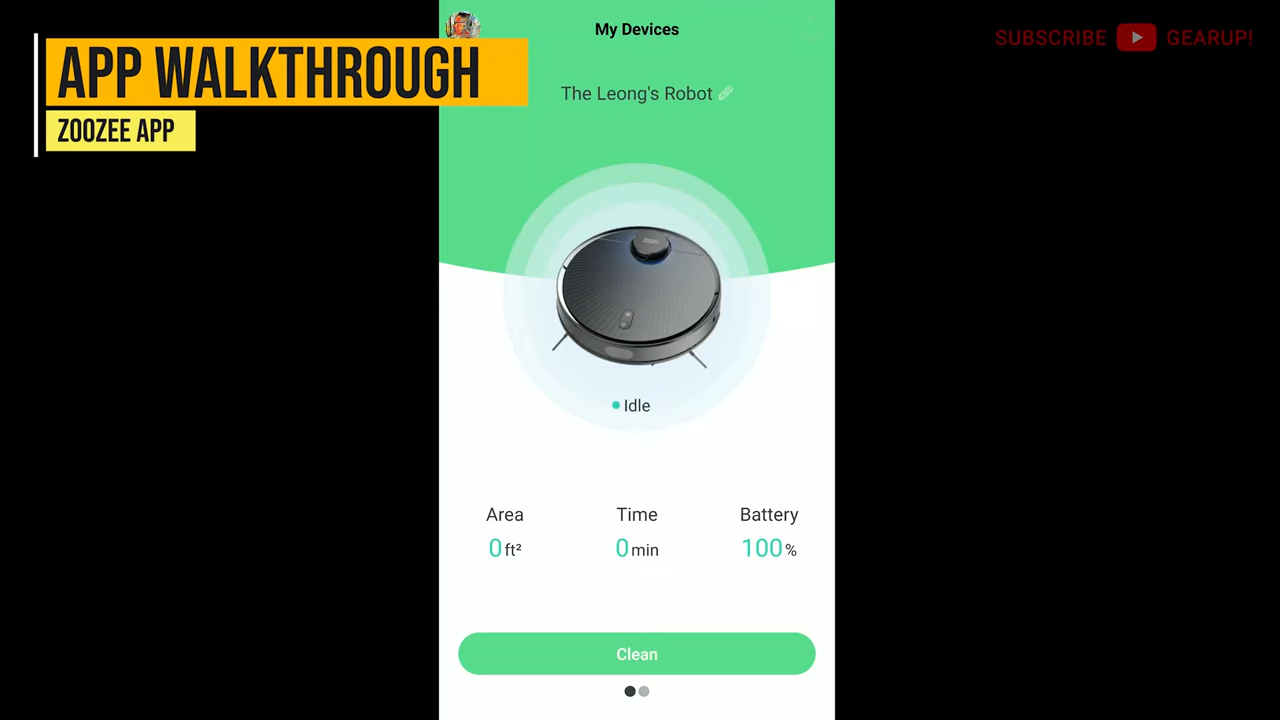 My Devices
SUBSCRIBE GEARUP!
APP WALKTHROUGH
ZOOZEE APP
The Leong's Robot
Idle
Area Time Battery
0 ft² 0 min 100 %
Clean